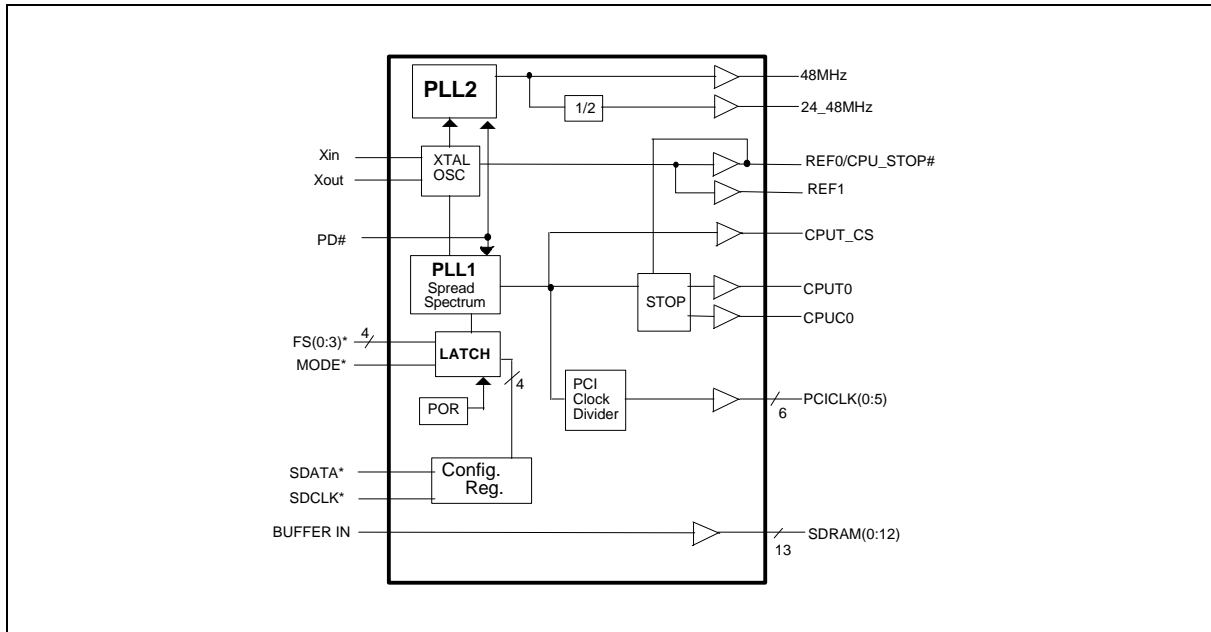 PLL2
48MHz
1/2
24_48MHz
Xin
XTAL
OSC
REF0/CPU_STOP#
Xout
REF1
PD#
CPUT_CS
PLL1
Spread
Spectrum
STOP
CPUT0
CPUC0
FS(0:3)*
4
MODE*
LATCH
4
POR
PCI
Clock
Divider
PCICLK(0:5)
6
SDATA*
SDCLK*
Config.
Reg.
BUFFER IN
SDRAM(0:12)
13